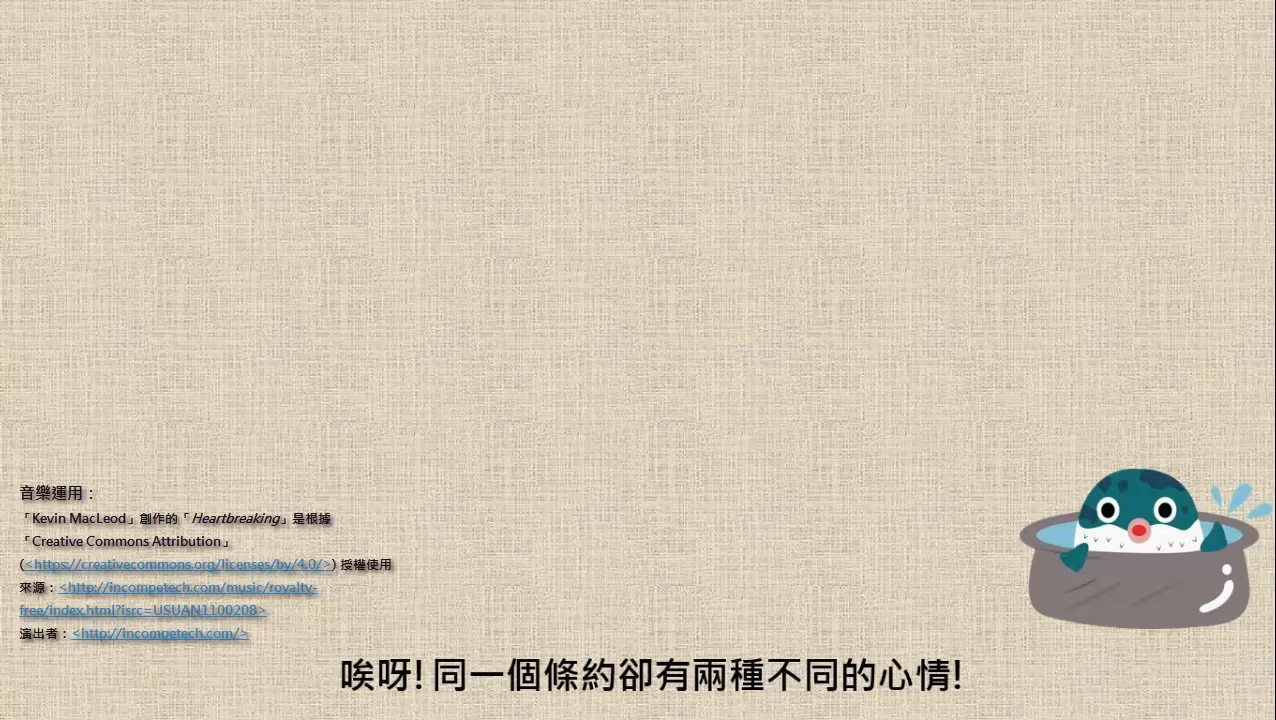 音樂運用：
「Kevin MacLeod」創作的「Heartbreaking」是根據
「Creative Commons Attribution」
(<https://creativecommons.org/licenses/by/4.0/>) 授權使用
來源：<http://incompetech.com/music/royalty-
free/index.html?isrc=USUAN1100208>
演出者：<http://incompetech.com/>
唉呀! 同一個條約卻有兩種不同的心情!